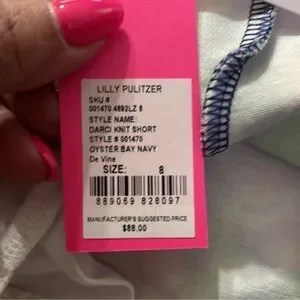 LILLY PULITZER
SKU #
001470 4892LZ 8
STYLE NAME:
DARCI KNIT SHORT
STYLE # 001470
OYSTER BAY NAVY
De Vine
SIZE: 8
889069 828097
MANUFACTURER'S SUGGESTED PRICE
$88.00